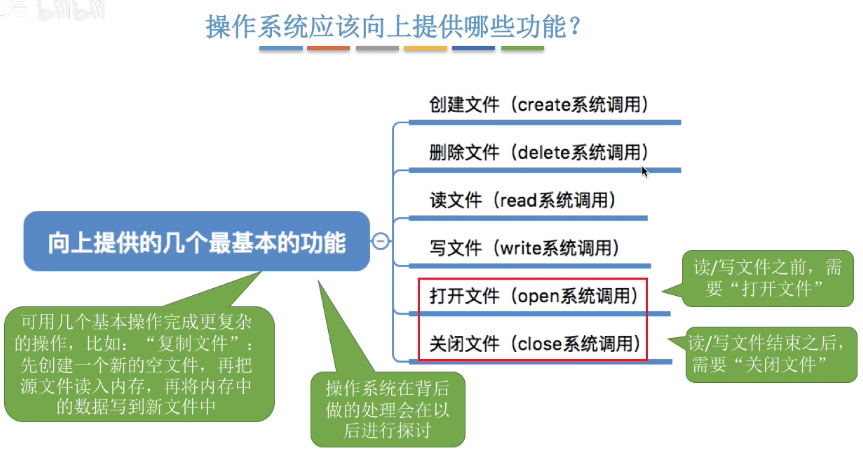 bilibili
操作系统应该向上提供哪些功能？
创建文件（create系统调用）
删除文件（delete系统调用）
读文件（read系统调用）
向上提供的几个最基本的功能
写文件（write系统调用）
打开文件（open系统调用）
读/写文件之前，需
要“打开文件”
关闭文件（close系统调用）
读/写文件结束之后，
需要“关闭文件”
可用几个基本操作完成更复杂
的操作，比如：“复制文件”：
先创建一个新的空文件，再把
源文件读入内存，再将内存中
的数据写到新文件中
操作系统在背后
做的处理会在以
后进行探讨